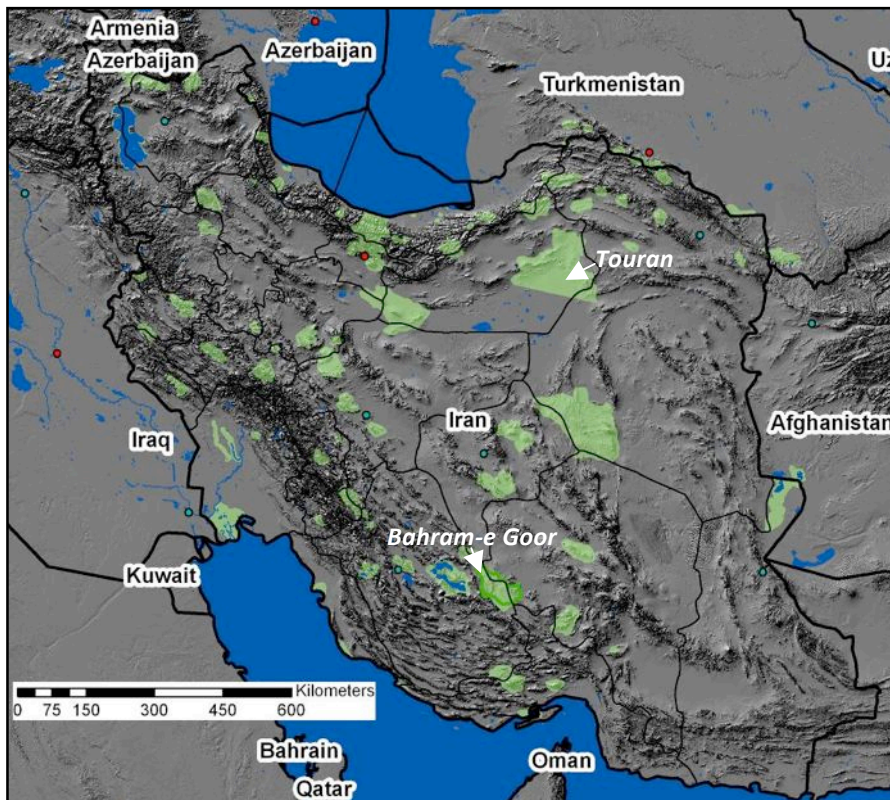 Armenia
Azerbaijan
Azerbaijan
Uz
Turkmenistan
Touran
Iran
Afghanistan
Iraq
Bahram-e Goor
Kuwait
Kilometers
0 75 150 300 450 600
Bahrain
Oman
Qatar